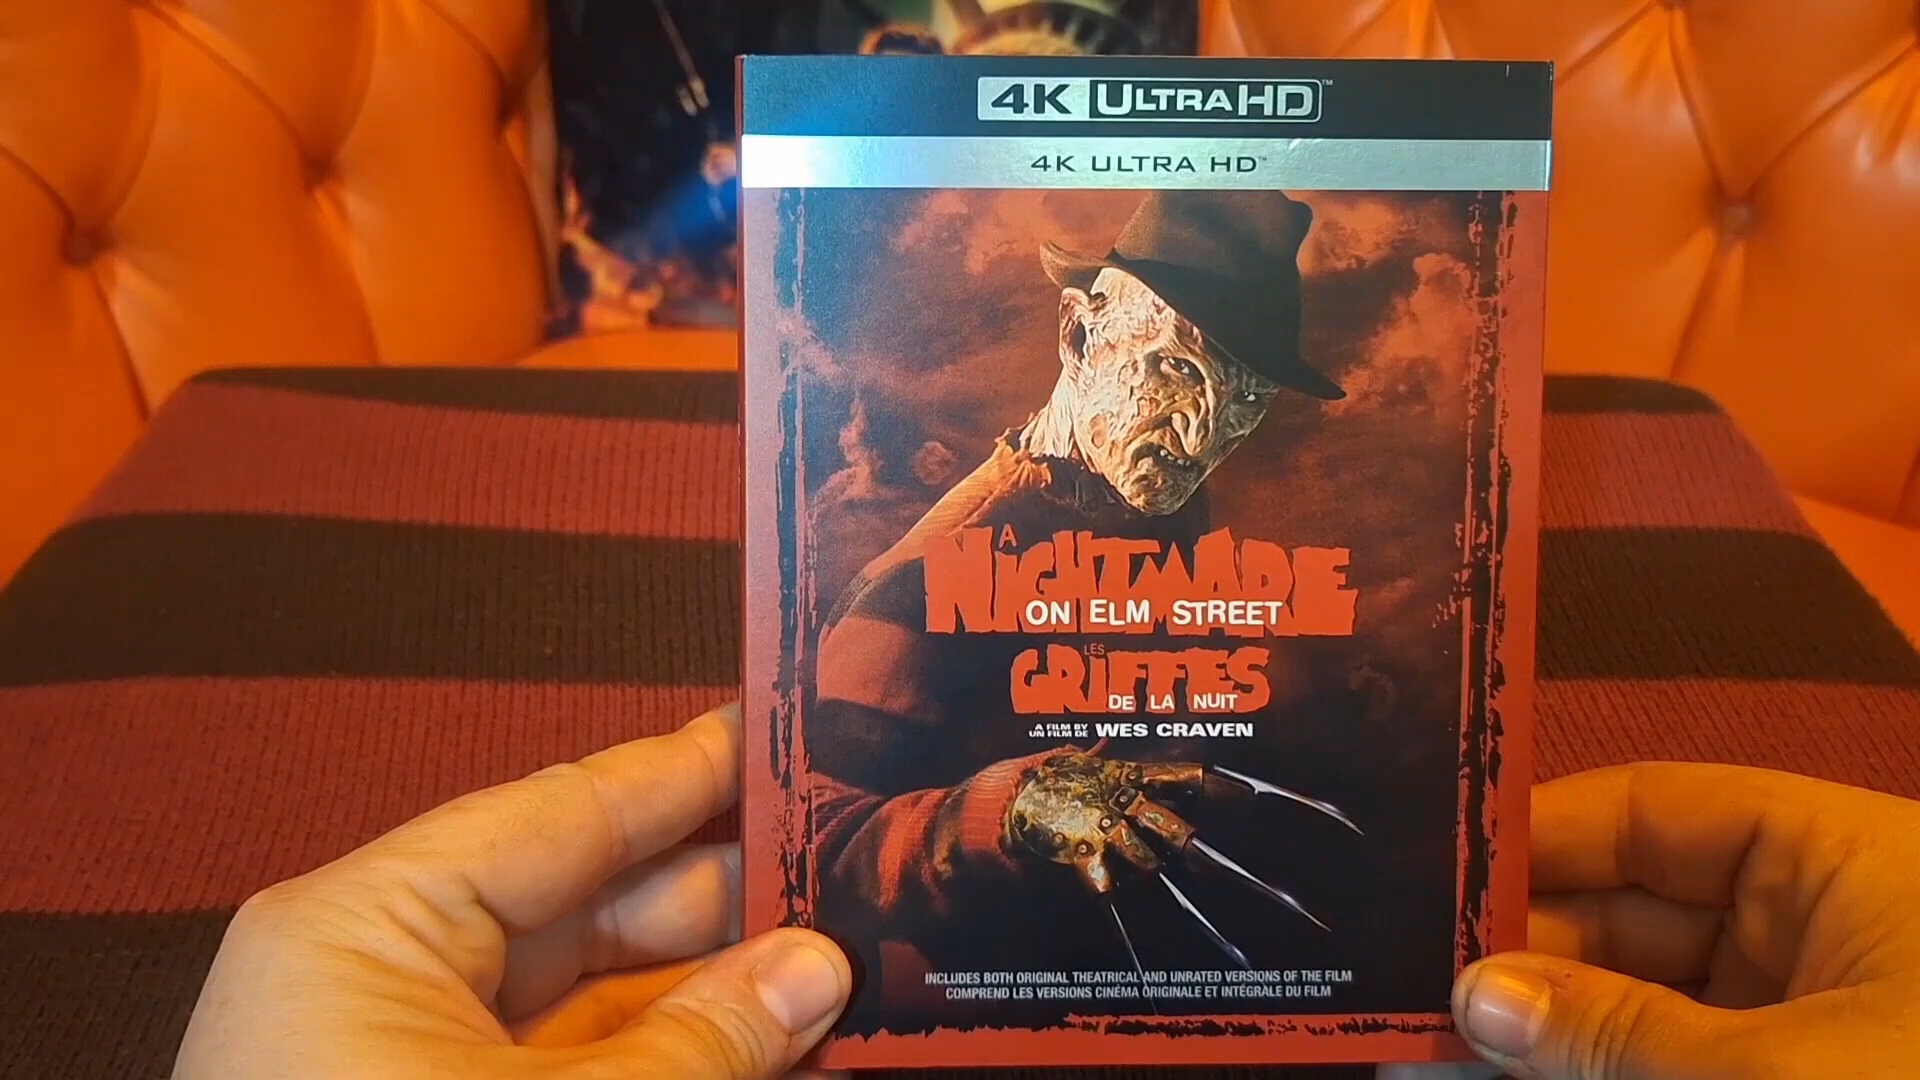 4K ULTRA HD™
4K ULTRA HD™
A
NIGHTMARE
ON ELM STREET
LES
GRIFFES
DE LA NUIT
A FILM BY
UN FILM DE WES CRAVEN
INCLUDES BOTH ORIGINAL THEATRICAL AND UNRATED VERSIONS OF THE FILM
COMPREND LES VERSIONS CINÉMA ORIGINALE ET INTÉGRALE DU FILM